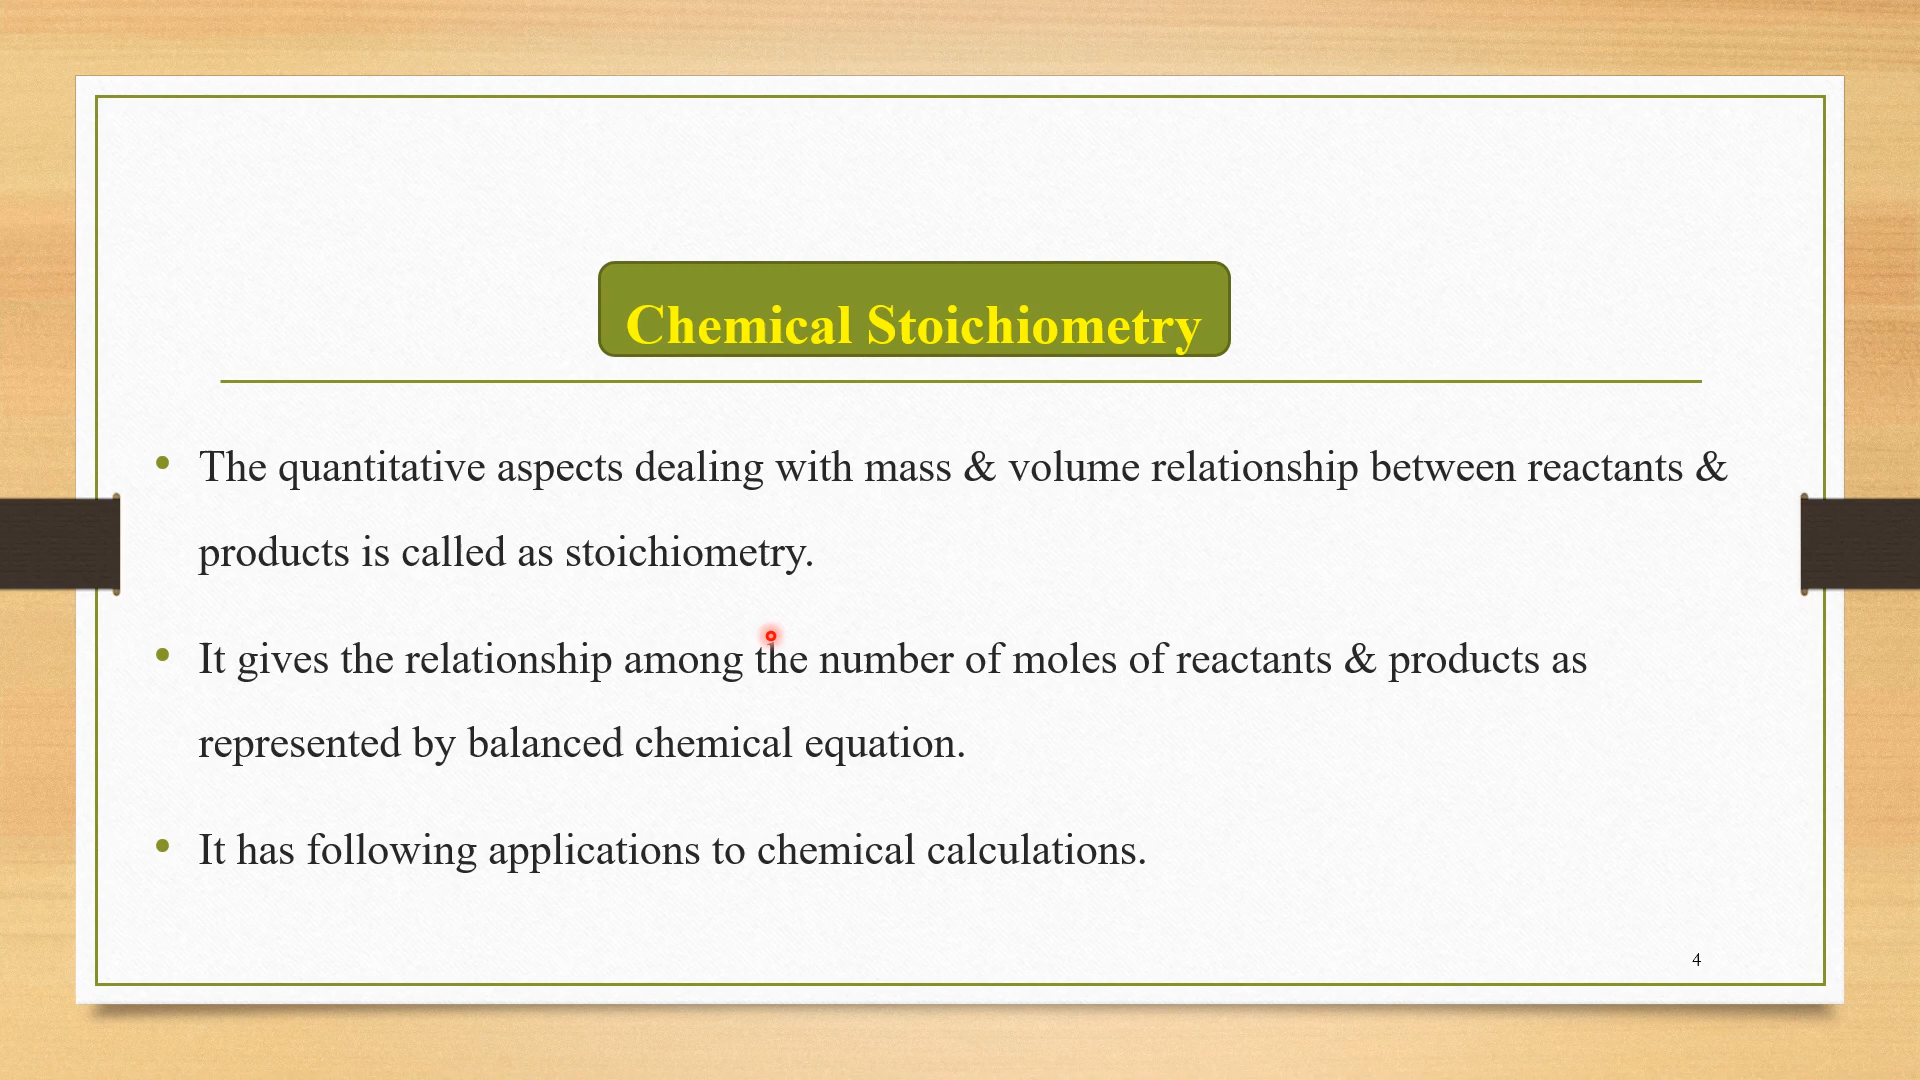 Chemical Stoichiometry
• The quantitative aspects dealing with mass & volume relationship between reactants &
products is called as stoichiometry.
• It gives the relationship among the number of moles of reactants & products as
represented by balanced chemical equation.
• It has following applications to chemical calculations.
4